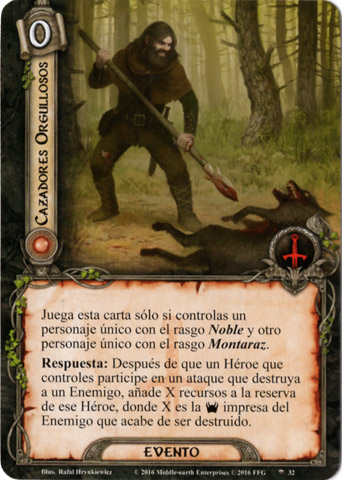 0
CAZADORES ORGULLOSOS
Juega esta carta sólo si controlas un
personaje único con el rasgo Noble y otro
personaje único con el rasgo Montaraz.
Respuesta: Después de que un Héroe que
controles participe en un ataque que destruya
a un Enemigo, añade X recursos a la reserva
de ese Héroe, donde X es la impresa del
Enemigo que acabe de ser destruido.
EVENTO
Illus. Rafał Hrynkiewicz
© 2016 Middle-earth Enterprises © 2016 FFG
32